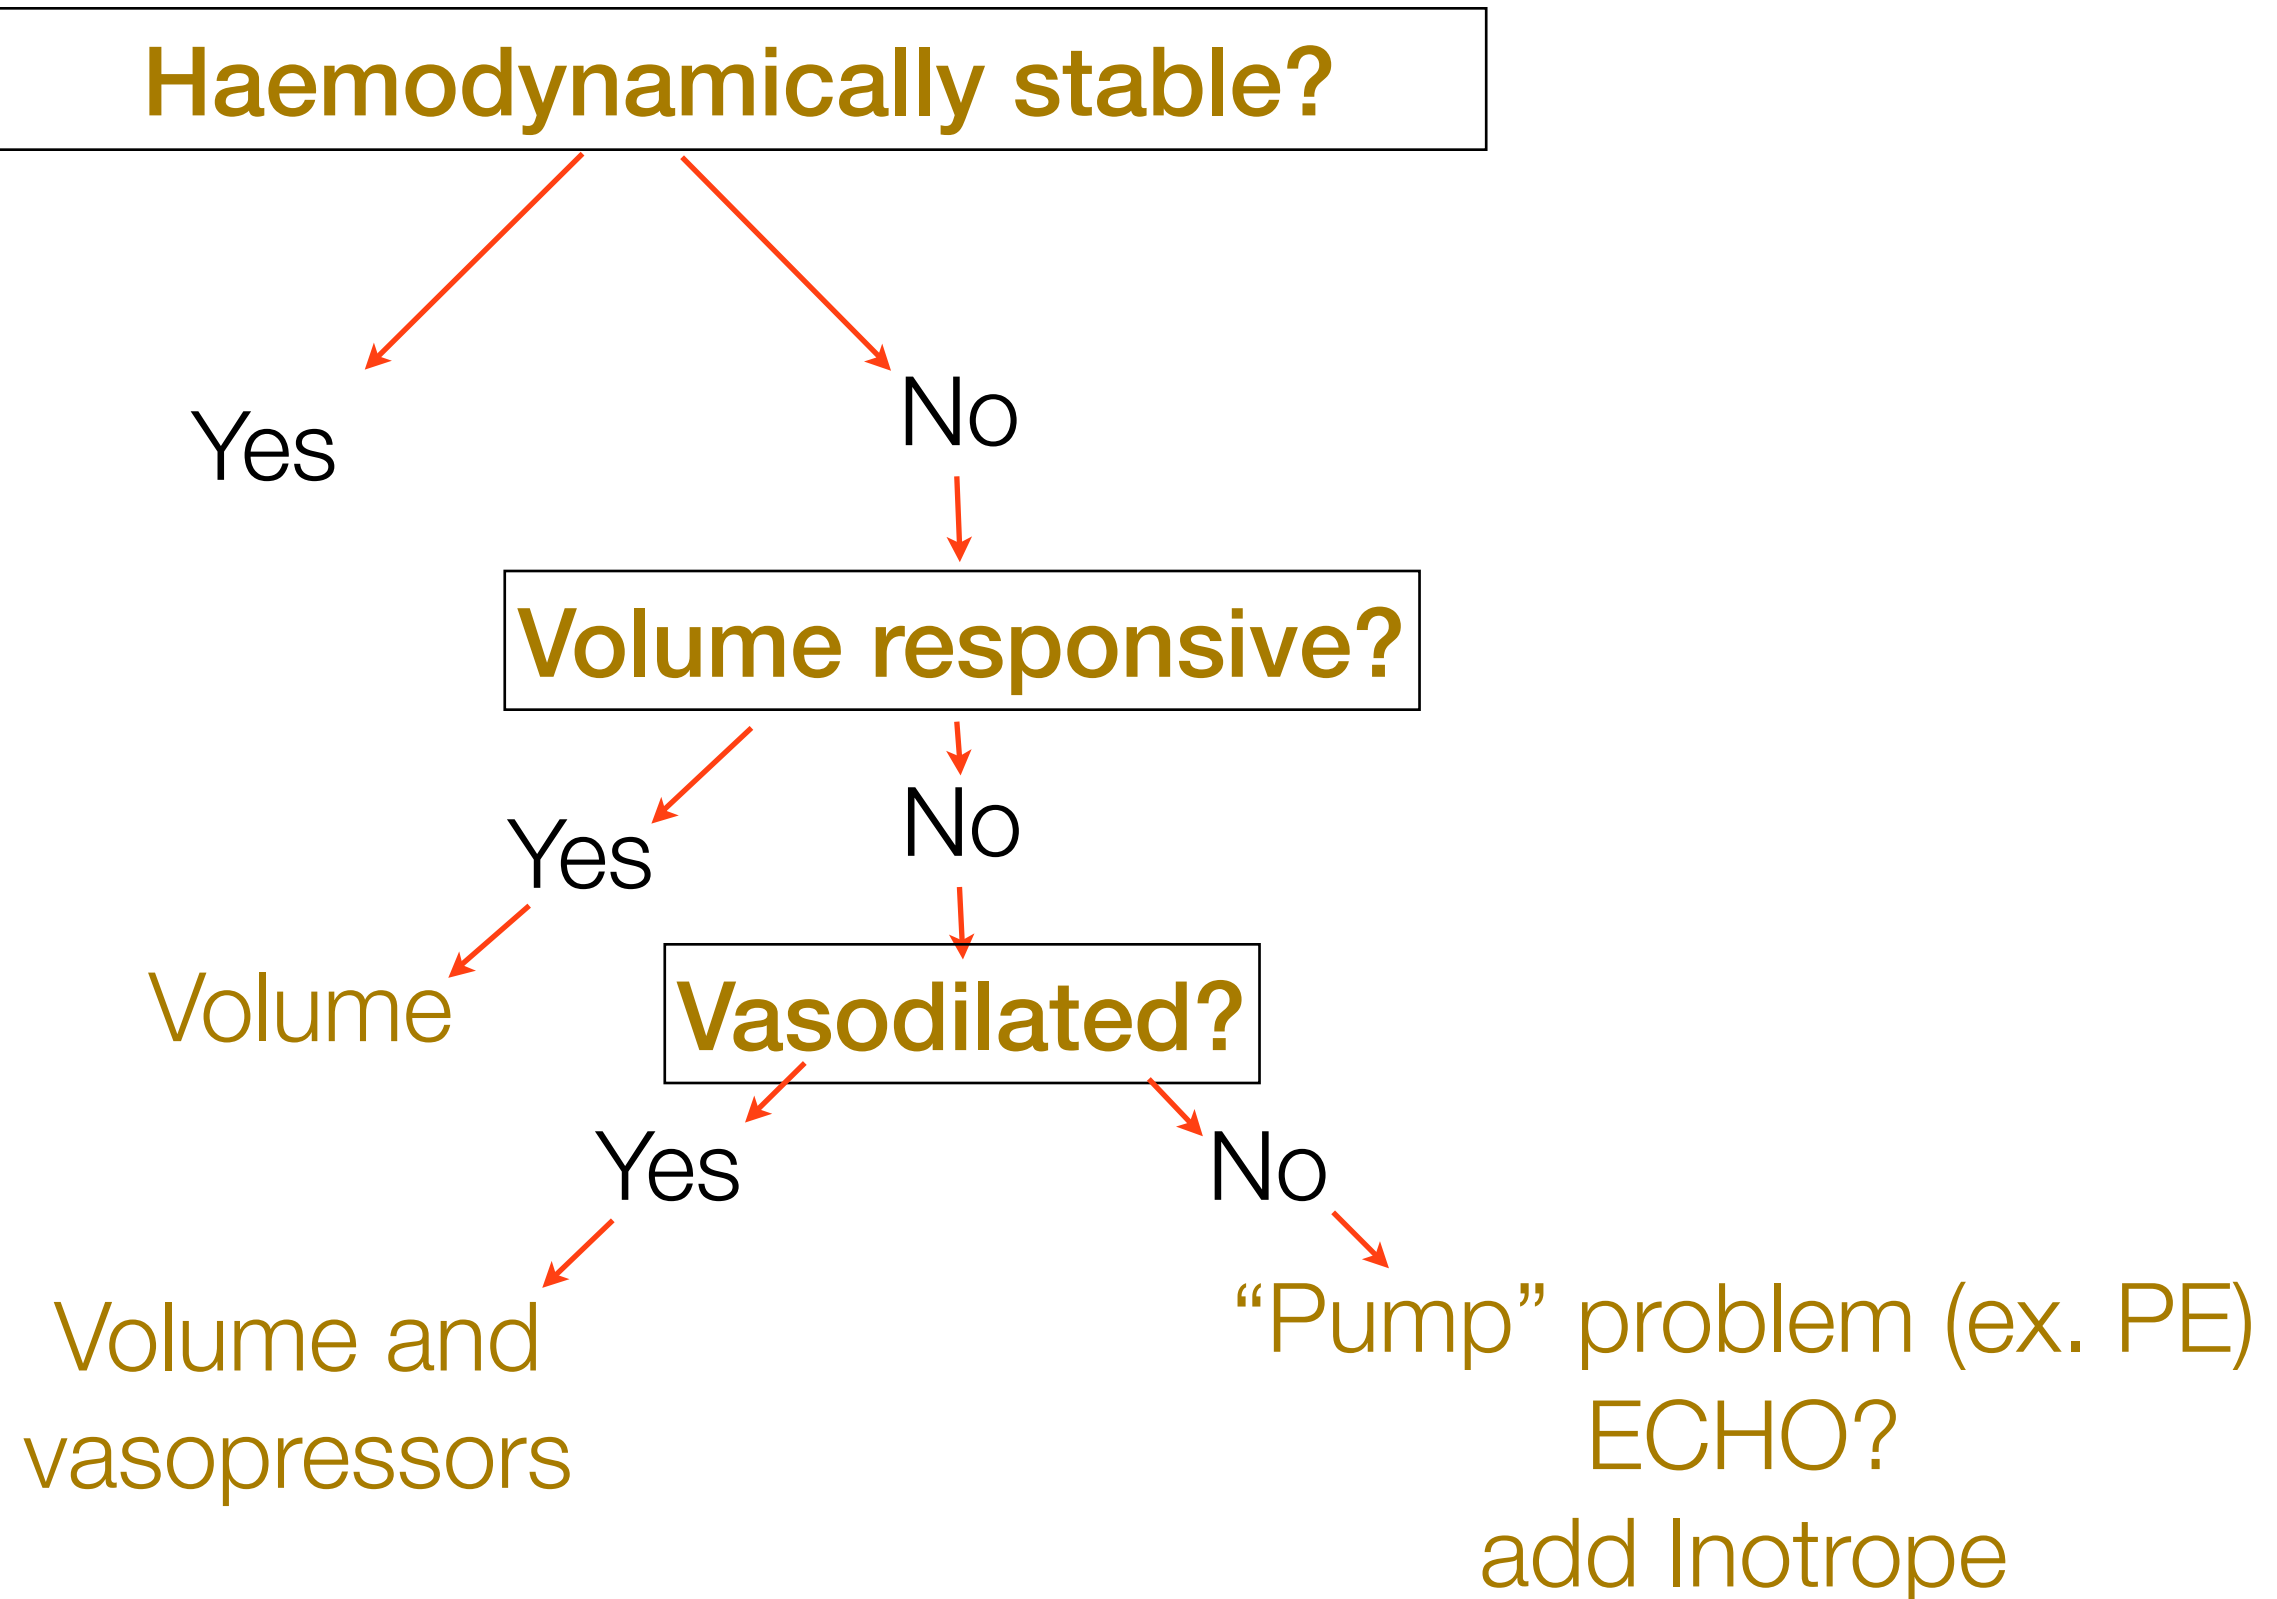 Haemodynamically stable?
Yes
No
Volume responsive?
Yes
No
Volume
Vasodilated?
Yes
No
Volume and
vasopressors
“Pump” problem (ex. PE)
ECHO?
add Inotrope